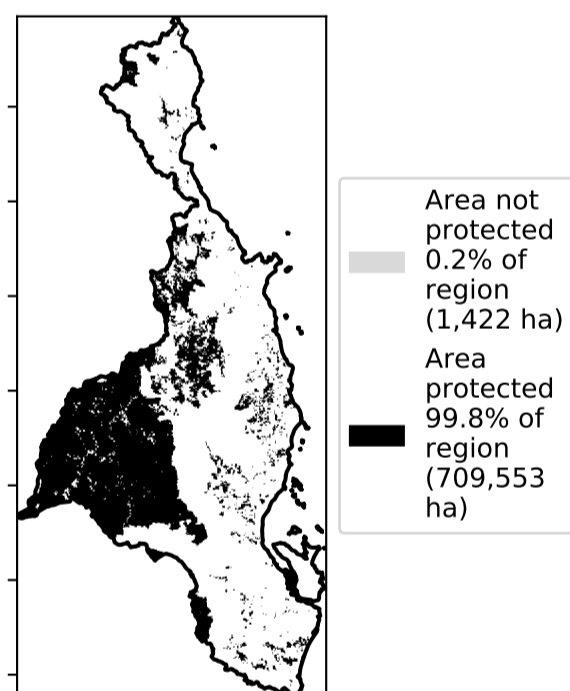 Area not
protected
0.2% of
region
(1,422 ha)
Area
protected
99.8% of
region
(709,553
ha)